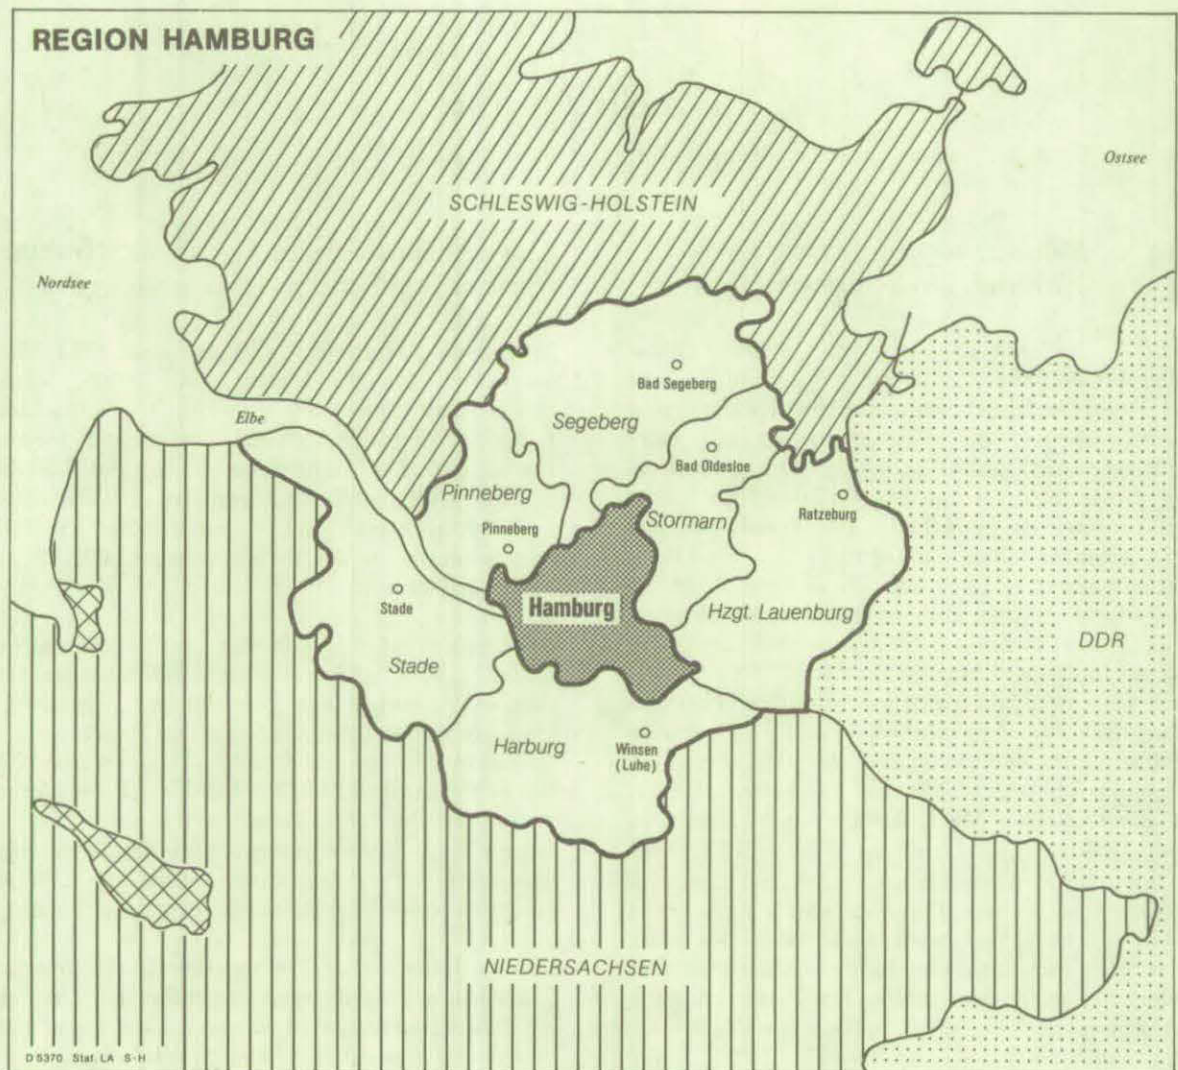 REGION HAMBURG
Ostsee
SCHLESWIG-HOLSTEIN
Nordsee
Bad Segeberg
Elbe
Segeberg
Bad Oldesloe
Pinneberg
Stormarn
Ratzeburg
Pinneberg
Stade
Hamburg
Hzgt. Lauenburg
DDR
Stade
Harburg
Winsen
(Luhe)
NIEDERSACHSEN
D 5370 Stat. LA S-H